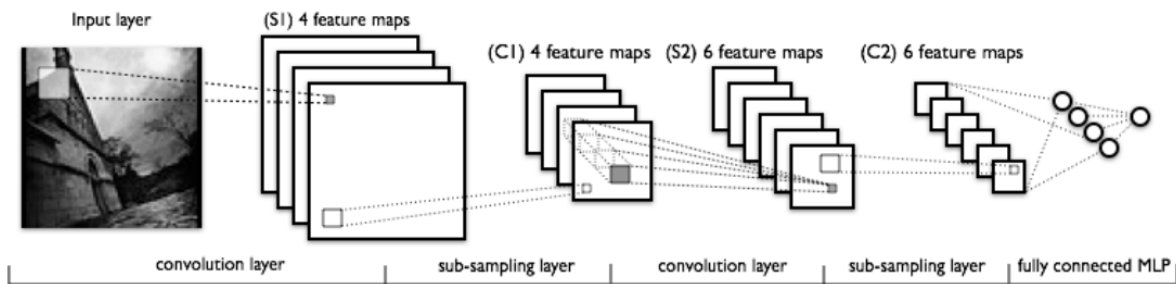 Input layer
(S1) 4 feature maps
(C1) 4 feature maps
(S2) 6 feature maps
(C2) 6 feature maps
convolution layer
sub-sampling layer
convolution layer
sub-sampling layer
fully connected MLP